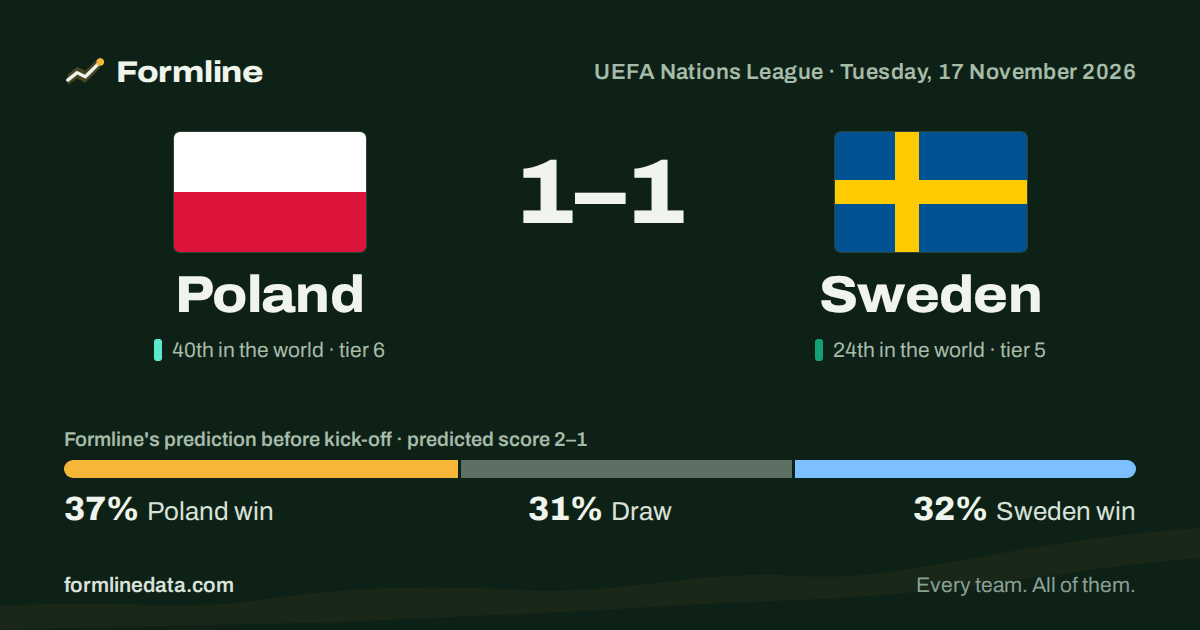 Formline
UEFA Nations League · Tuesday, 17 November 2026
1–1
Poland
Sweden
40th in the world · tier 6
24th in the world · tier 5
Formline's prediction before kick-off · predicted score 2–1
37% Poland win
31% Draw
32% Sweden win
formlinedata.com
Every team. All of them.